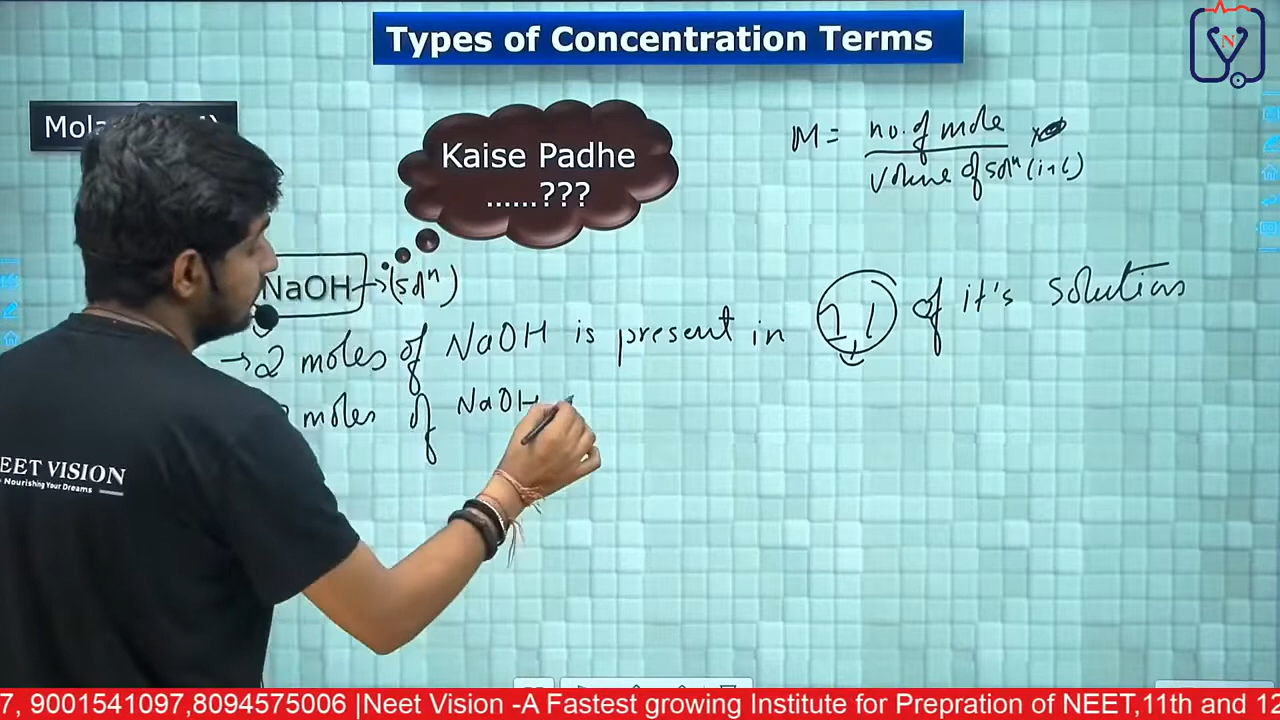 Types of Concentration Terms
N
Kaise Padhe
......???
M = no. of mole
volume of solⁿ (in L)
NaOH → (solⁿ)
→ 2 moles of NaOH is present in 1 l of it's solution
moles of NaOH
EET VISION
Nourishing Your Dreams
7, 9001541097,8094575006 |Neet Vision -A Fastest growing Institute for Prepration of NEET,11th and 12